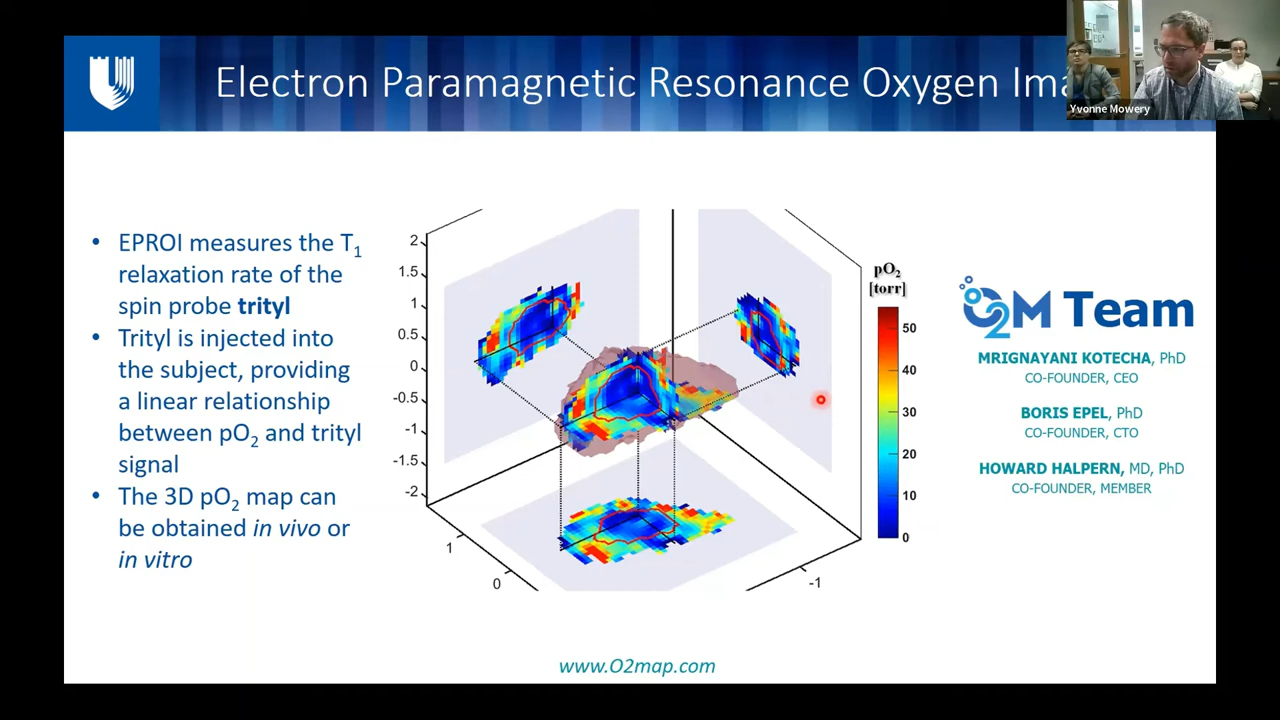 Electron Paramagnetic Resonance Oxygen Ima
Yvonne Mowery
• EPROI measures the T1
relaxation rate of the
spin probe trityl
• Trityl is injected into
the subject, providing
a linear relationship
between pO2 and trityl
signal
• The 3D pO2 map can
be obtained in vivo or
in vitro
2
1.5
1
0.5
0
-0.5
-1
-1.5
-2
1
0
-1
pO2
[torr]
50
40
30
20
10
0
O2M Team
MRIGNAYANI KOTECHA, PhD
CO-FOUNDER, CEO
BORIS EPEL, PhD
CO-FOUNDER, CTO
HOWARD HALPERN, MD, PhD
CO-FOUNDER, MEMBER
www.O2map.com